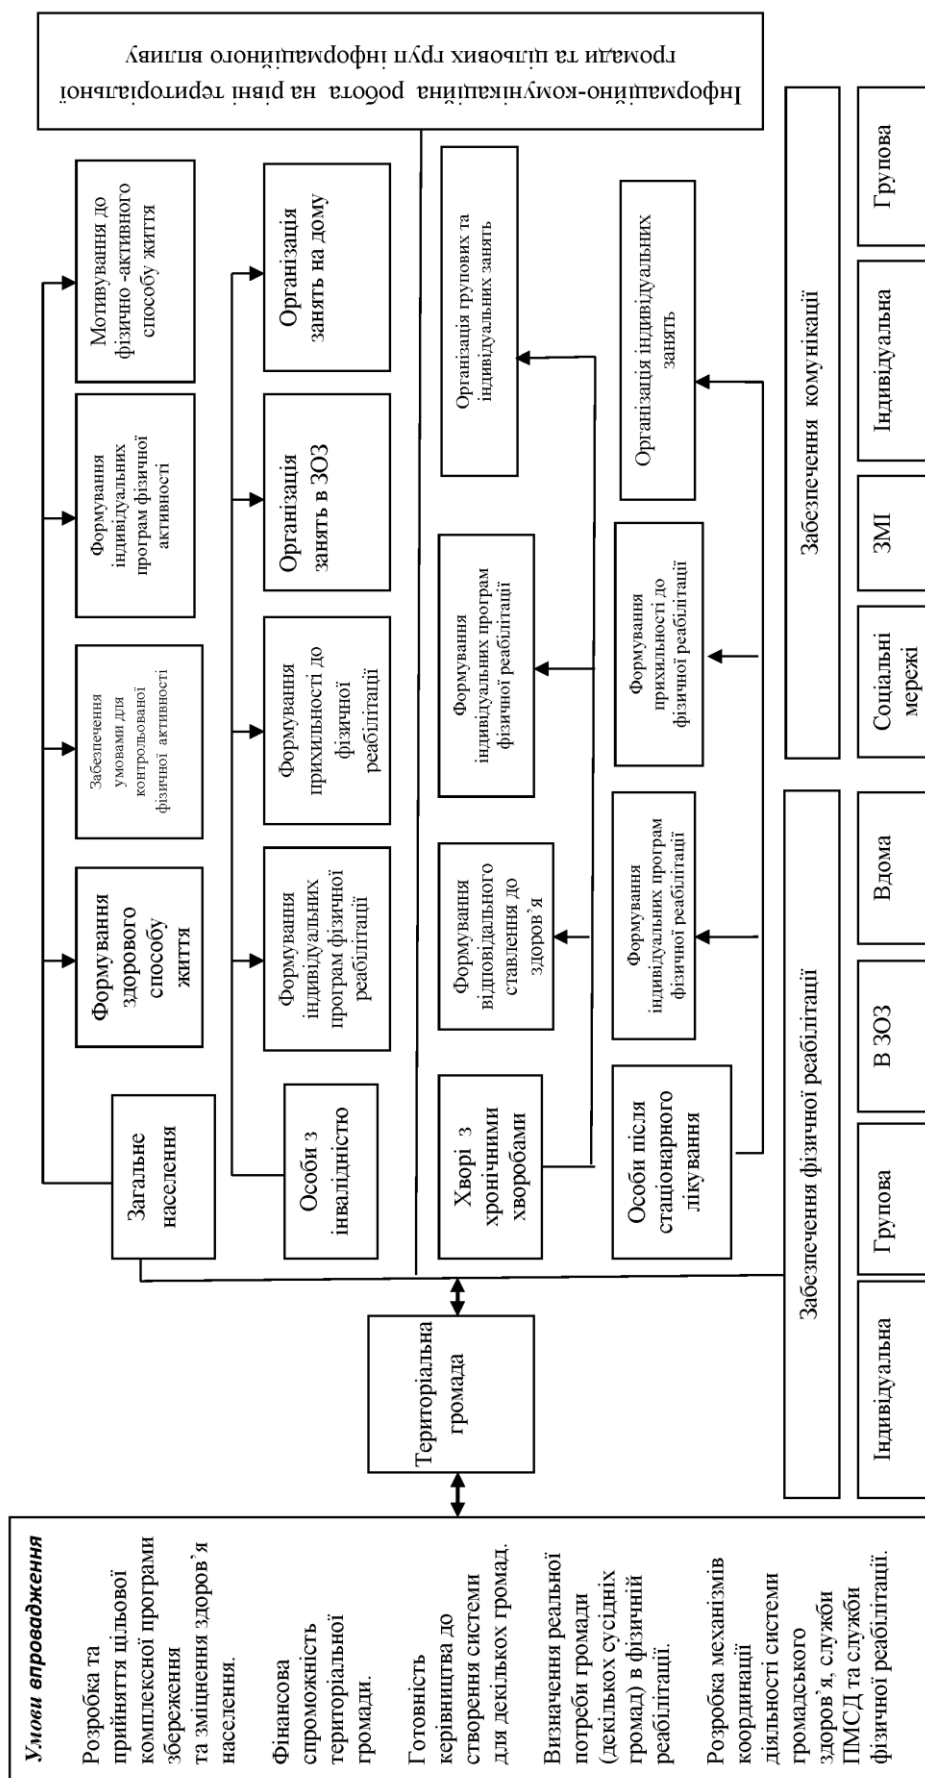 Умови впровадження
Розробка та
прийняття цільової
комплексної програми
збереження
та зміцнення здоров`я
населення.
Фінансова
спроможність
територіальної
громади.
Готовність
керівництва до
створення системи
для декількох громад.
Визначення реальної
потреби громади
(декількох сусідніх
громад) в фізичній
реабілітації.
Розробка механізмів
координації
діяльності системи
громадського
здоров`я, служби
ПМСД та служби
фізичної реабілітації.
Територіальна
громада
Загальне
населення
Формування
здорового
способу
життя
Забезпечення
умовами для
контрольованої
фізичної активності
Формування
індивідуальних
програм фізичної
активності
Мотивування до
фізично -активного
способу життя
Особи з
інвалідністю
Формування
індивідуальних
програм фізичної
реабілітації
Формування
прихильності до
фізичної
реабілітації
Організація
занять в ЗОЗ
Організація
занять на дому
Хворі з
хронічними
хворобами
Формування
відповідального
ставлення до
здоров`я
Формування
індивідуальних програм
фізичної реабілітації
Організація групових та
індивідуальних занять
Особи після
стаціонарного
лікування
Формування
індивідуальних програм
фізичної реабілітації
Формування
прихильності до
фізичної реабілітації
Організація індивідуальних
занять
Інформаційно-комунікаційна робота на рівні територіальної
громади та цільових груп інформаційного впливу
Забезпечення фізичної реабілітації
Індивідуальна
Групова
В ЗОЗ
Вдома
Забезпечення комунікації
Соціальні
мережі
ЗМІ
Індивідуальна
Групова